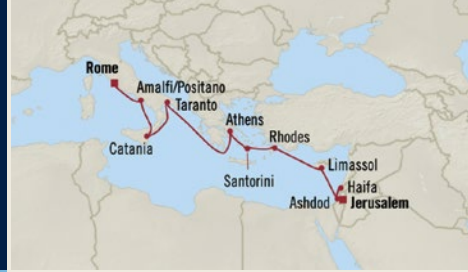 Rome
Amalfi/Positano
Taranto
Athens
Catania
Rhodes
Santorini
Limassol
Haifa
Ashdod
Jerusalem